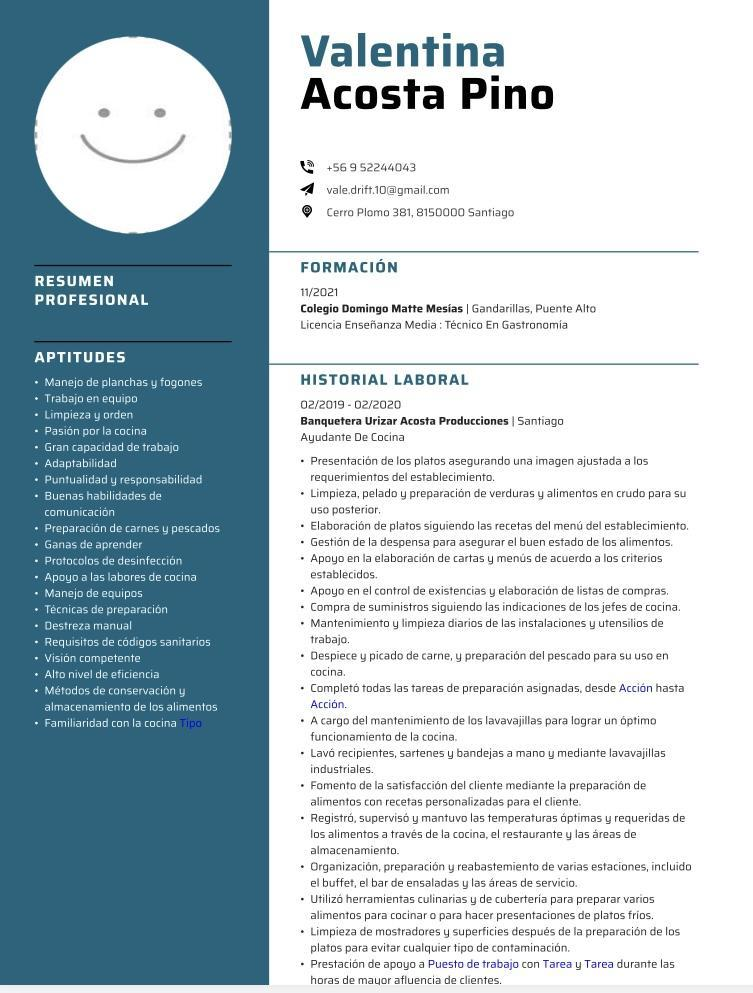 Valentina
Acosta Pino
+56 9 52244043
vale.drift.10@gmail.com
Cerro Plomo 381, 8150000 Santiago
RESUMEN
PROFESIONAL
APTITUDES
• Manejo de planchas y fogones
• Trabajo en equipo
• Limpieza y orden
• Pasión por la cocina
• Gran capacidad de trabajo
• Adaptabilidad
• Puntualidad y responsabilidad
• Buenas habilidades de
comunicación
• Preparación de carnes y pescados
• Ganas de aprender
• Protocolos de desinfección
• Apoyo a las labores de cocina
• Manejo de equipos
• Técnicas de preparación
• Destreza manual
• Requisitos de códigos sanitarios
• Visión competente
• Alto nivel de eficiencia
• Métodos de conservación y
almacenamiento de los alimentos
• Familiaridad con la cocina Tipo
FORMACIÓN
11/2021
Colegio Domingo Matte Mesías | Gandarillas, Puente Alto
Licencia Enseñanza Media : Técnico En Gastronomía
HISTORIAL LABORAL
02/2019 - 02/2020
Banquetera Urizar Acosta Producciones | Santiago
Ayudante De Cocina
• Presentación de los platos asegurando una imagen ajustada a los
requerimientos del establecimiento.
• Limpieza, pelado y preparación de verduras y alimentos en crudo para su
uso posterior.
• Elaboración de platos siguiendo las recetas del menú del establecimiento.
• Gestión de la despensa para asegurar el buen estado de los alimentos.
• Apoyo en la elaboración de cartas y menús de acuerdo a los criterios
establecidos.
• Apoyo en el control de existencias y elaboración de listas de compras.
• Compra de suministros siguiendo las indicaciones de los jefes de cocina.
• Mantenimiento y limpieza diarios de las instalaciones y utensilios de
trabajo.
• Despiece y picado de carne, y preparación del pescado para su uso en
cocina.
• Completó todas las tareas de preparación asignadas, desde Acción hasta
Acción.
• A cargo del mantenimiento de los lavavajillas para lograr un óptimo
funcionamiento de la cocina.
• Lavó recipientes, sartenes y bandejas a mano y mediante lavavajillas
industriales.
• Fomento de la satisfacción del cliente mediante la preparación de
alimentos con recetas personalizadas para el cliente.
• Registró, supervisó y mantuvo las temperaturas óptimas y requeridas de
los alimentos a través de la cocina, el restaurante y las áreas de
almacenamiento.
• Organización, preparación y reabastemiento de varias estaciones, incluido
el buffet, el bar de ensaladas y las áreas de servicio.
• Utilizó herramientas culinarias y de cubertería para preparar varios
alimentos para cocinar o para hacer presentaciones de platos fríos.
• Limpieza de mostradores y superficies después de la preparación de los
platos para evitar cualquier tipo de contaminación.
• Prestación de apoyo a Puesto de trabajo con Tarea y Tarea durante las
horas de mayor afluencia de clientes.